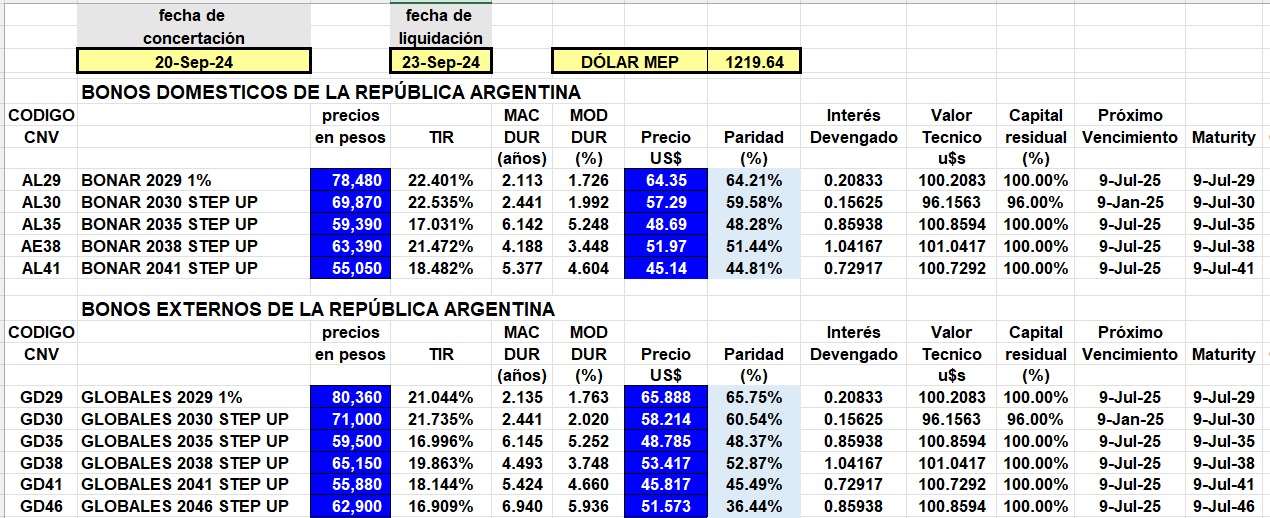 fecha de fecha de
concertación liquidación
20-Sep-24 23-Sep-24 DÓLAR MEP 1219.64
BONOS DOMESTICOS DE LA REPÚBLICA ARGENTINA
CODIGO precios MAC MOD Interés Valor Capital Próximo
CNV en pesos TIR DUR DUR Precio Paridad Devengado Tecnico residual Vencimiento Maturity
(años) (%) US$ (%) u$s (%)
AL29 BONAR 2029 1% 78,480 22.401% 2.113 1.726 64.35 64.21% 0.20833 100.2083 100.00% 9-Jul-25 9-Jul-29
AL30 BONAR 2030 STEP UP 69,870 22.535% 2.441 1.992 57.29 59.58% 0.15625 96.1563 96.00% 9-Jan-25 9-Jul-30
AL35 BONAR 2035 STEP UP 59,390 17.031% 6.142 5.248 48.69 48.28% 0.85938 100.8594 100.00% 9-Jul-25 9-Jul-35
AE38 BONAR 2038 STEP UP 63,390 21.472% 4.188 3.448 51.97 51.44% 1.04167 101.0417 100.00% 9-Jul-25 9-Jul-38
AL41 BONAR 2041 STEP UP 55,050 18.482% 5.377 4.604 45.14 44.81% 0.72917 100.7292 100.00% 9-Jul-25 9-Jul-41
BONOS EXTERNOS DE LA REPÚBLICA ARGENTINA
CODIGO precios MAC MOD Interés Valor Capital Próximo
CNV en pesos TIR DUR DUR Precio Paridad Devengado Tecnico residual Vencimiento Maturity
(años) (%) US$ (%) u$s (%)
GD29 GLOBALES 2029 1% 80,360 21.044% 2.135 1.763 65.888 65.75% 0.20833 100.2083 100.00% 9-Jul-25 9-Jul-29
GD30 GLOBALES 2030 STEP UP 71,000 21.735% 2.441 2.020 58.214 60.54% 0.15625 96.1563 96.00% 9-Jan-25 9-Jul-30
GD35 GLOBALES 2035 STEP UP 59,500 16.996% 6.145 5.252 48.785 48.37% 0.85938 100.8594 100.00% 9-Jul-25 9-Jul-35
GD38 GLOBALES 2038 STEP UP 65,150 19.863% 4.493 3.748 53.417 52.87% 1.04167 101.0417 100.00% 9-Jul-25 9-Jul-38
GD41 GLOBALES 2041 STEP UP 55,880 18.144% 5.424 4.660 45.817 45.49% 0.72917 100.7292 100.00% 9-Jul-25 9-Jul-41
GD46 GLOBALES 2046 STEP UP 62,900 16.909% 6.940 5.936 51.573 36.44% 0.85938 100.8594 100.00% 9-Jul-25 9-Jul-46